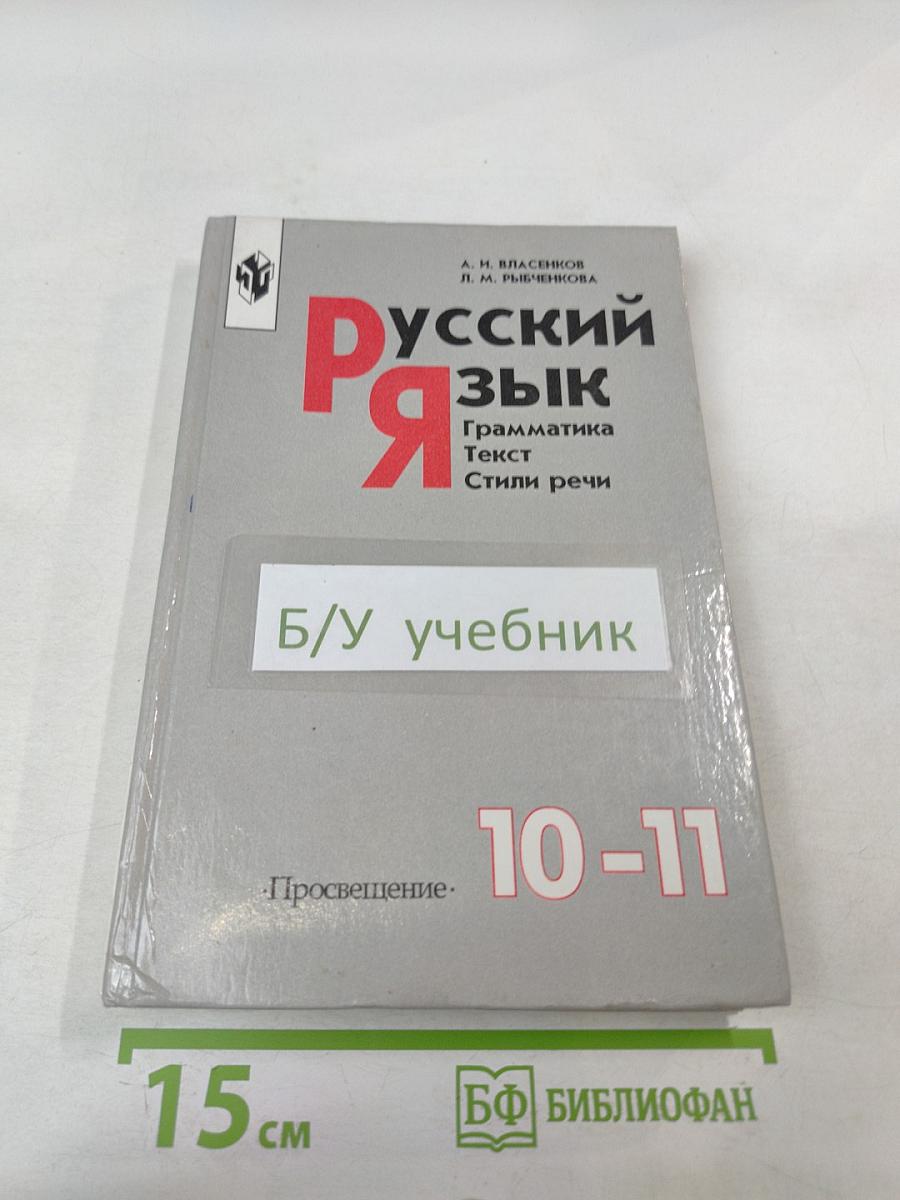 А. И. ВЛАСЕНКОВ
Л. М. РЫБЧЕНКОВА
Русский
Язык
Грамматика
Текст
Стили речи
Б/У учебник
10-11
·Просвещение·
15 см
БФ БИБЛИОФАН